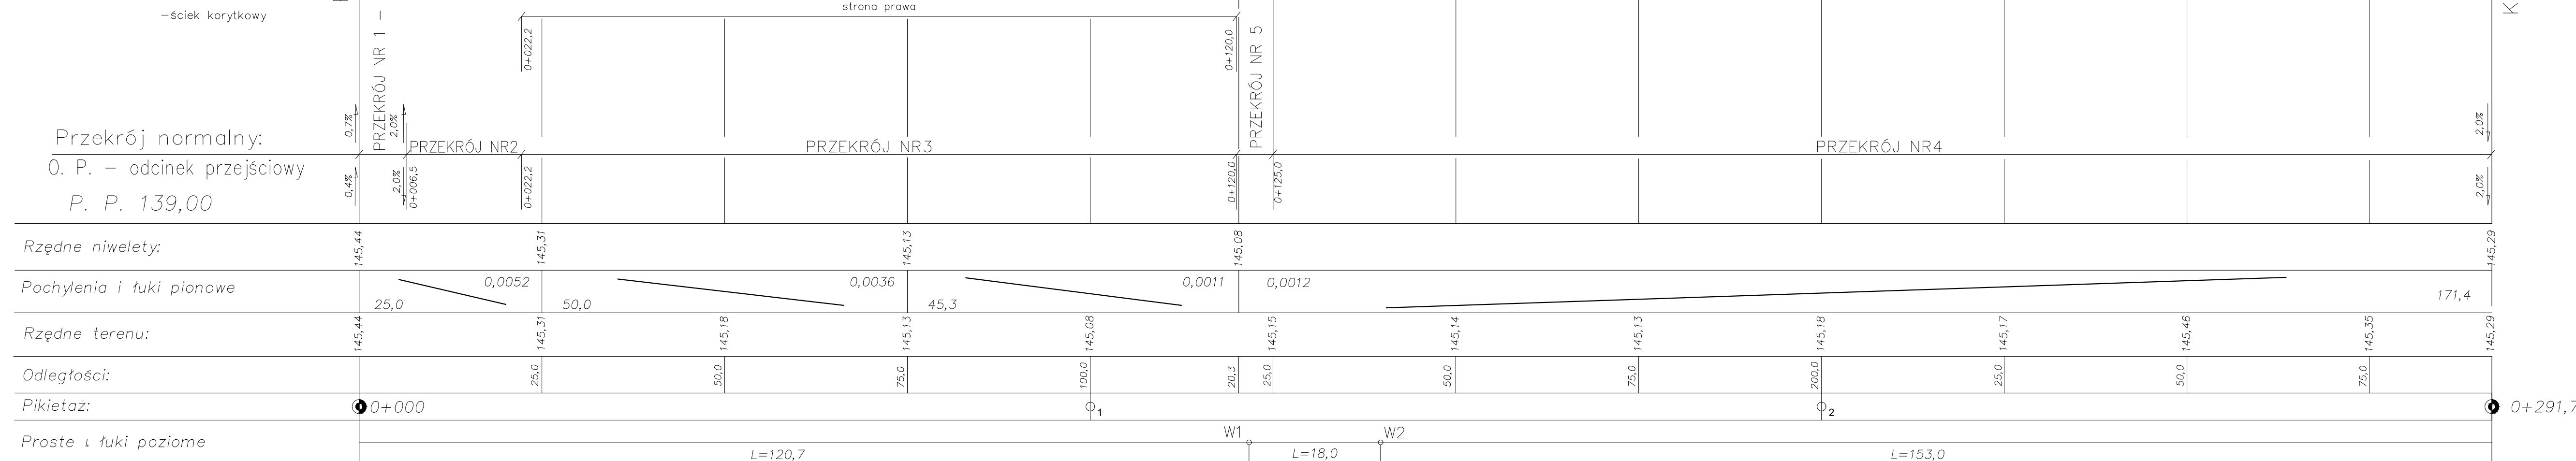 -ściek korytkowy
strona prawa
PRZEKRÓJ NR 1 -
0+022,2
0+120,0
PRZEKRÓJ NR 5
0,7%
2,0%
2,0%
Przekrój normalny:
PRZEKRÓJ NR2
PRZEKRÓJ NR3
PRZEKRÓJ NR4
O. P. - odcinek przejściowy
0,4%
2,0%
0+006,5
0+022,2
0+120,0
0+125,0
2,0%
P. P. 139,00
Rzędne niwelety:
145,44
145,31
145,13
145,08
145,29
Pochylenia i łuki pionowe
25,0
0,0052
50,0
0,0036
45,3
0,0011
0,0012
171,4
Rzędne terenu:
145,44
145,31
145,18
145,13
145,08
145,15
145,14
145,13
145,18
145,17
145,46
145,35
145,29
Odległości:
25,0
50,0
75,0
100,0
20,3
25,0
50,0
75,0
200,0
25,0
50,0
75,0
Pikietaż:
0+000
1
2
0+291,7
Proste ι łuki poziome
W1
W2
L=120,7
L=18,0
L=153,0